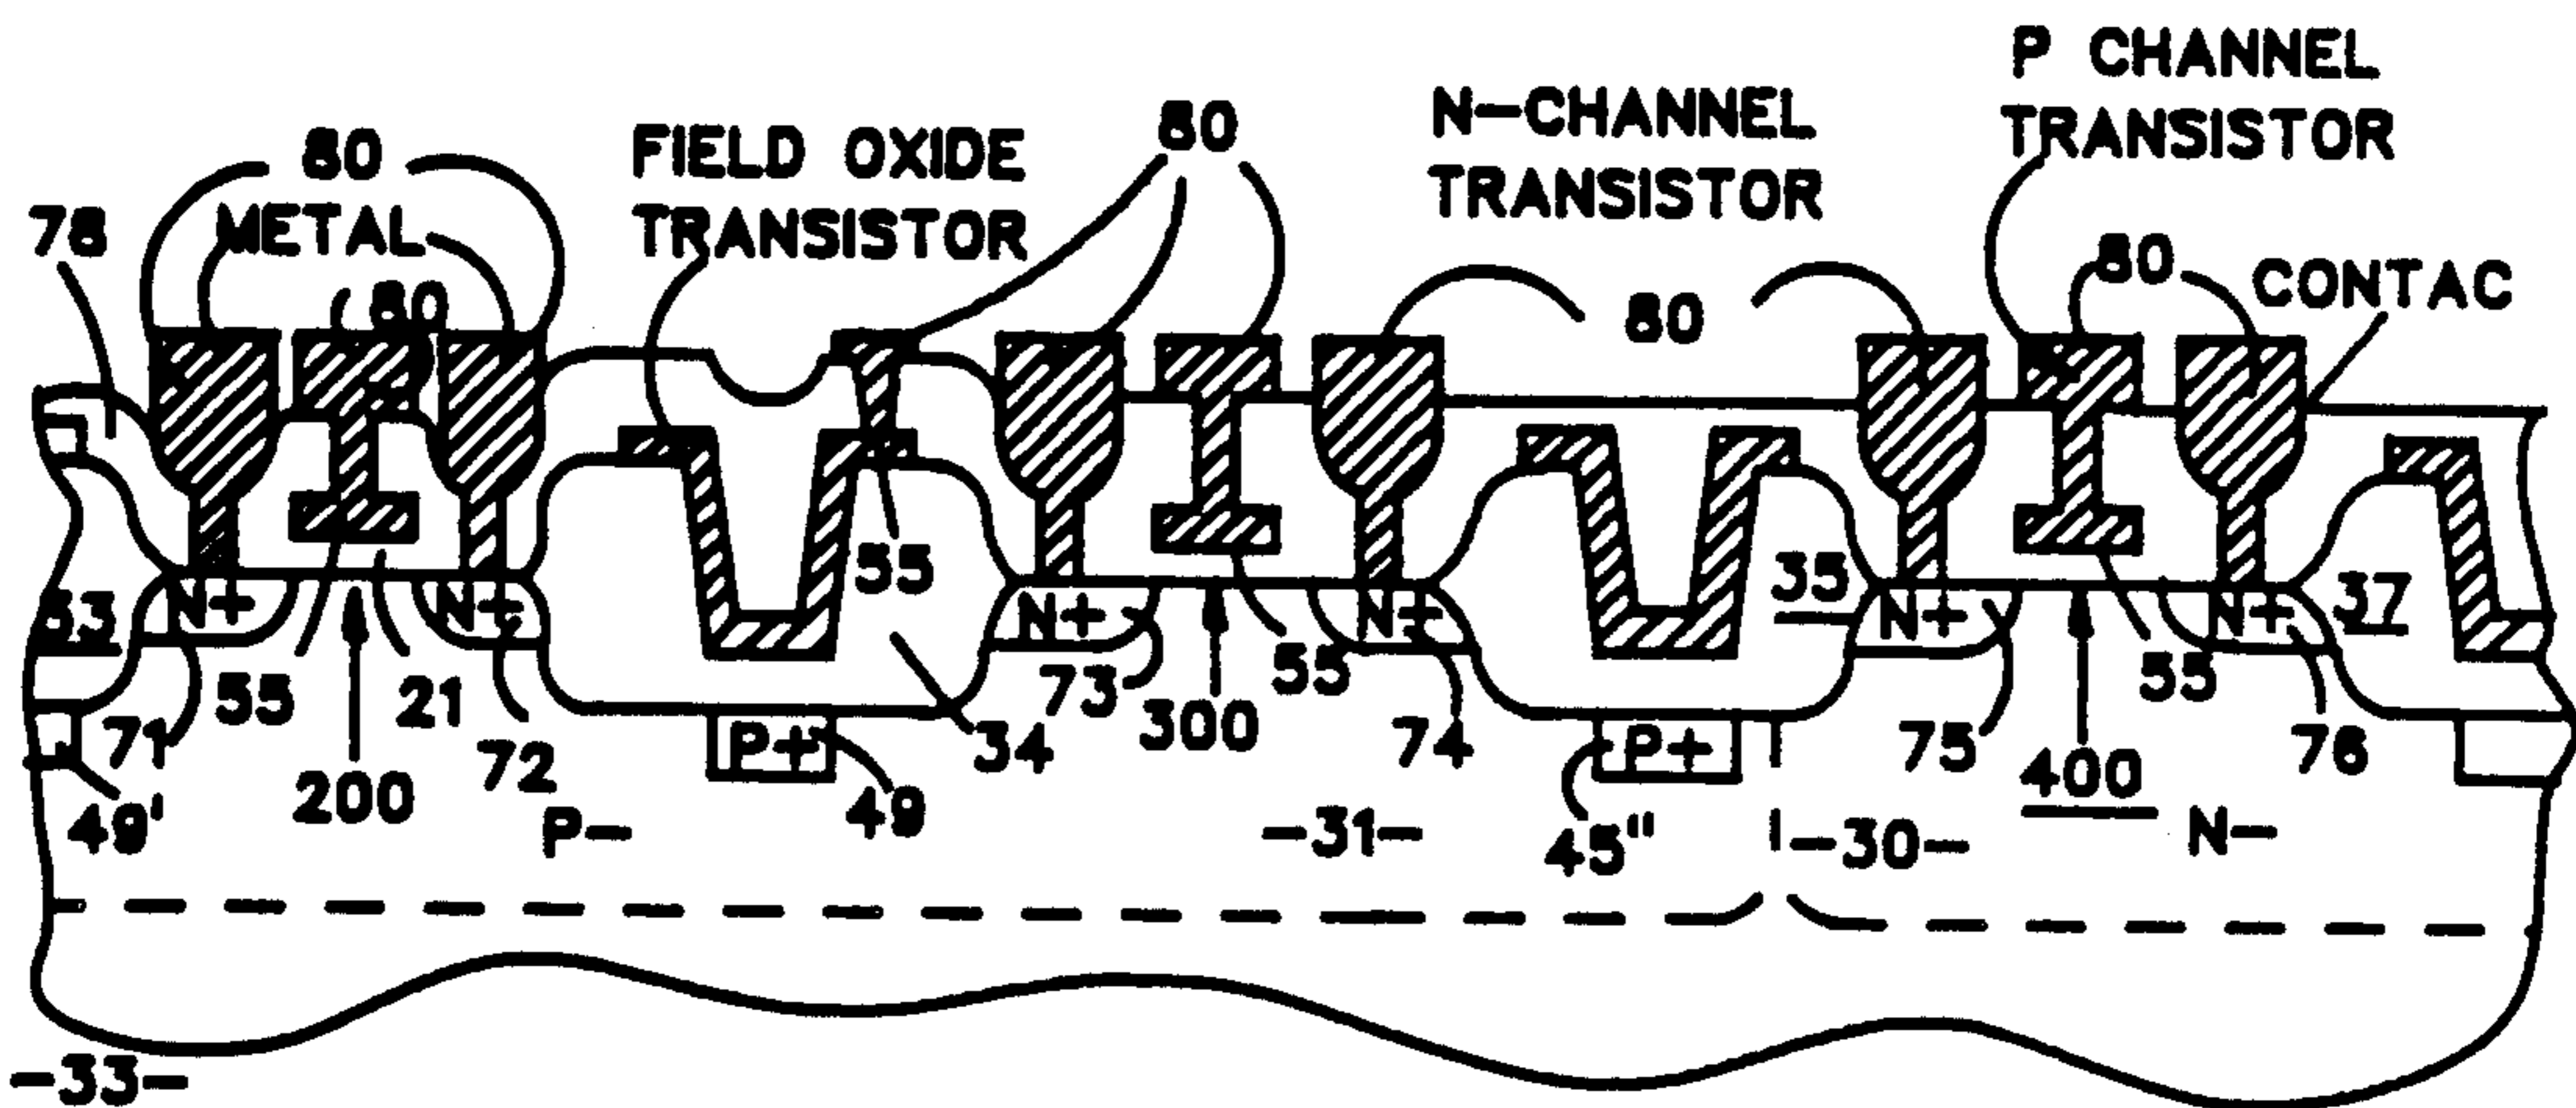 P CHANNEL
TRANSISTOR
N-CHANNEL
TRANSISTOR
FIELD OXIDE
TRANSISTOR
80
80
78
METAL
80
80
80
CONTAC
55
53
N+
N+
N+
N+
35
N+
N+
37
71
55
200
21
72
P+
49
34
73
300
55
74
P+
75
400
55
76
49'
P-
-31-
45"
-30-
N-
-33-